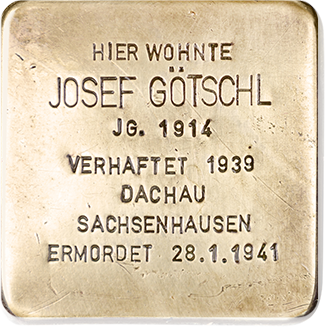 HIER WOHNTE
JOSEF GÖTSCHL
JG. 1914
VERHAFTET 1939
DACHAU
SACHSENHAUSEN
ERMORDET 28.1.1941